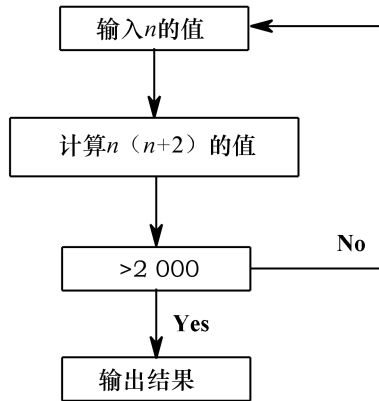 输入n的值
计算n（n+2）的值
>2 000
No
Yes
输出结果